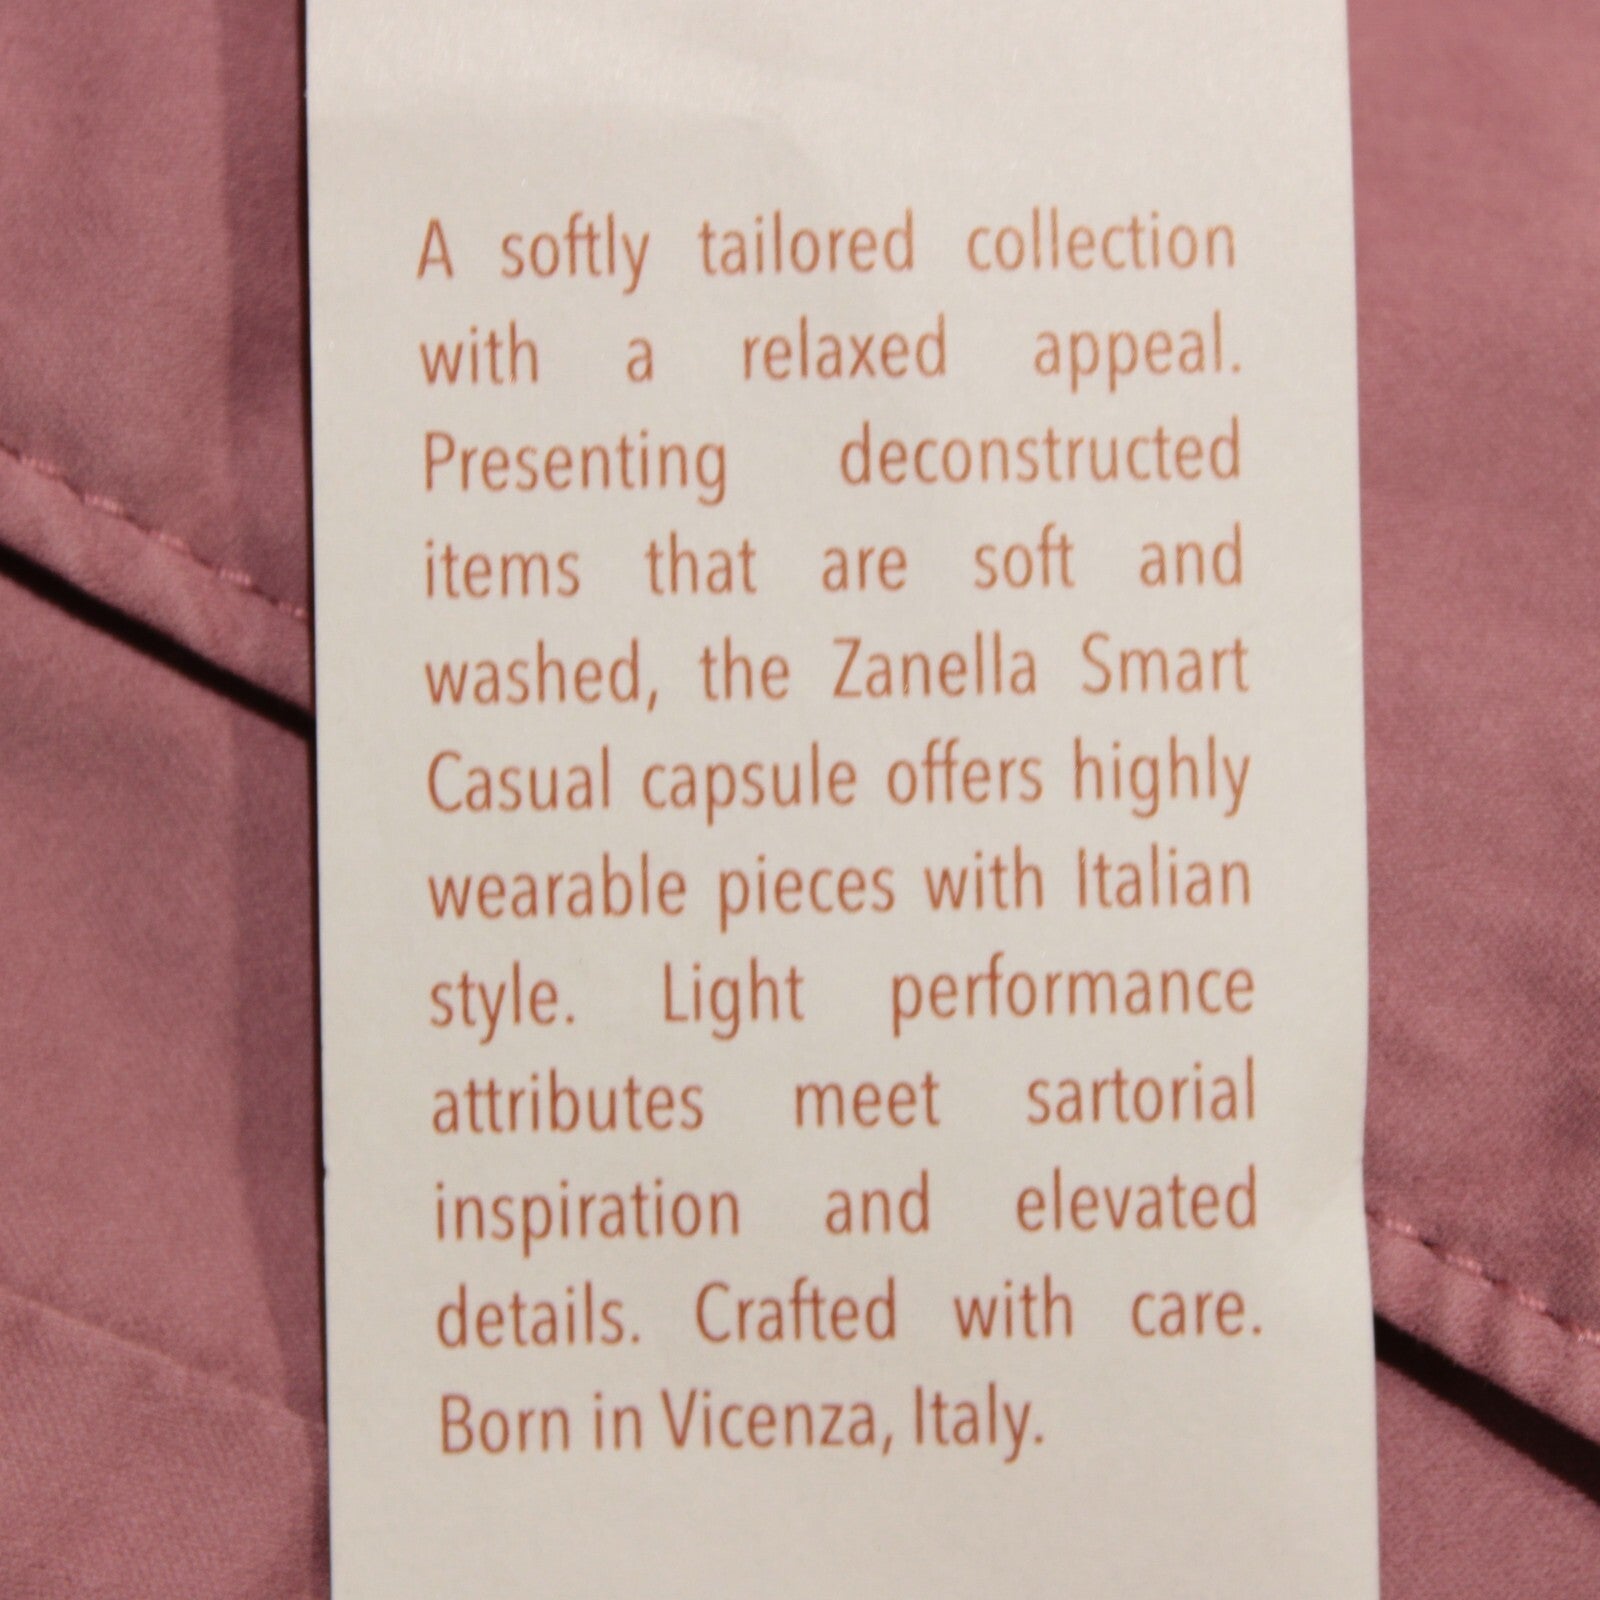 A softly tailored collection
with a relaxed appeal.
Presenting deconstructed
items that are soft and
washed, the Zanella Smart
Casual capsule offers highly
wearable pieces with Italian
style. Light performance
attributes meet sartorial
inspiration and elevated
details. Crafted with care.
Born in Vicenza, Italy.